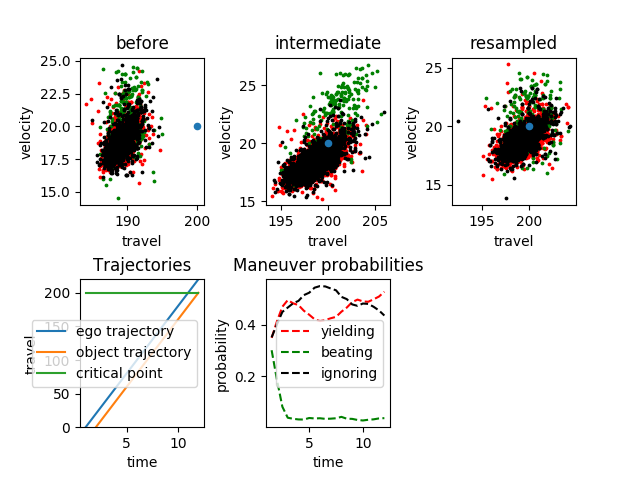 before
intermediate
resampled
25.0
22.5
20.0
17.5
15.0
velocity
190
200
travel
25
20
15
velocity
195
200
205
travel
25
20
15
velocity
195
200
travel
Trajectories
200
150
100
50
0
travel
ego trajectory
object trajectory
critical point
5
10
time
Maneuver probabilities
0.4
0.2
probability
yielding
beating
ignoring
5
10
time